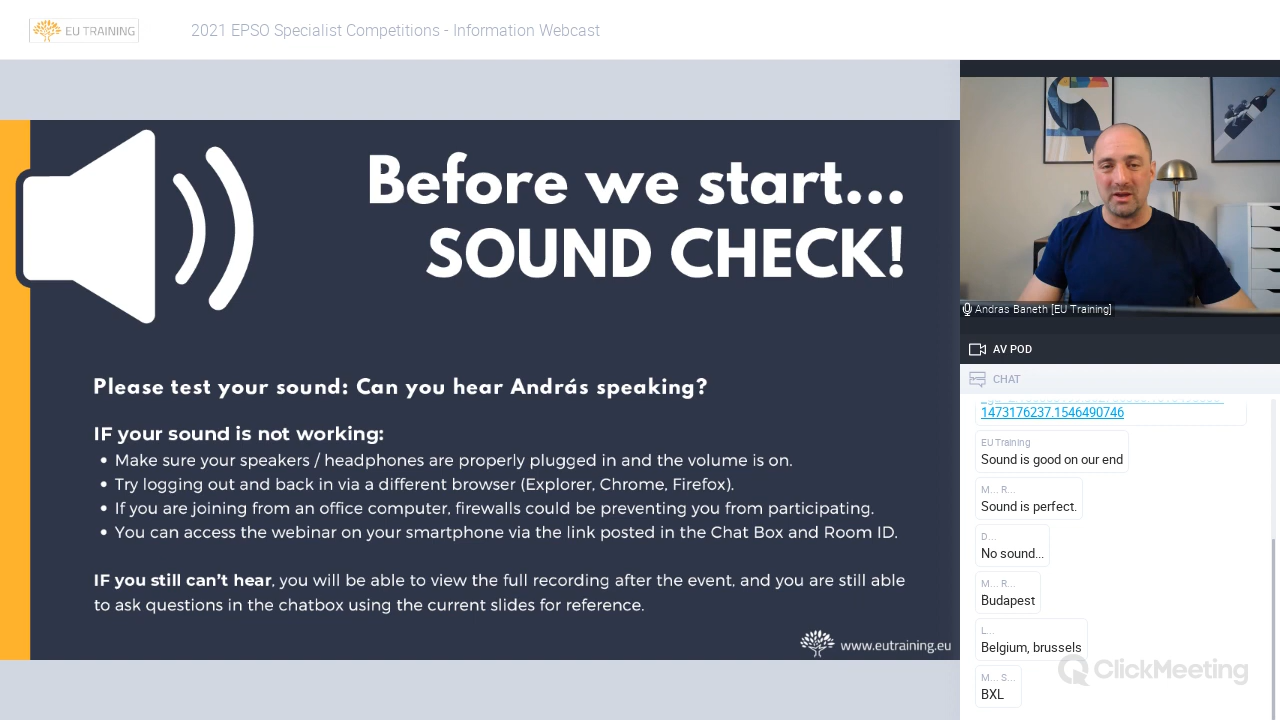 EU TRAINING
2021 EPSO Specialist Competitions - Information Webcast
Before we start...
SOUND CHECK!
Please test your sound: Can you hear András speaking?
IF your sound is not working:
• Make sure your speakers / headphones are properly plugged in and the volume is on.
• Try logging out and back in via a different browser (Explorer, Chrome, Firefox).
• If you are joining from an office computer, firewalls could be preventing you from participating.
• You can access the webinar on your smartphone via the link posted in the Chat Box and Room ID.
IF you still can't hear, you will be able to view the full recording after the event, and you are still able
to ask questions in the chatbox using the current slides for reference.
www.eutraining.eu
Andras Baneth [EU Training]
AV POD
CHAT
1473176237.1546490746
EU Training
Sound is good on our end
M... R...
Sound is perfect.
D...
No sound...
M... R...
Budapest
L...
Belgium, brussels
M... S...
BXL
ClickMeeting